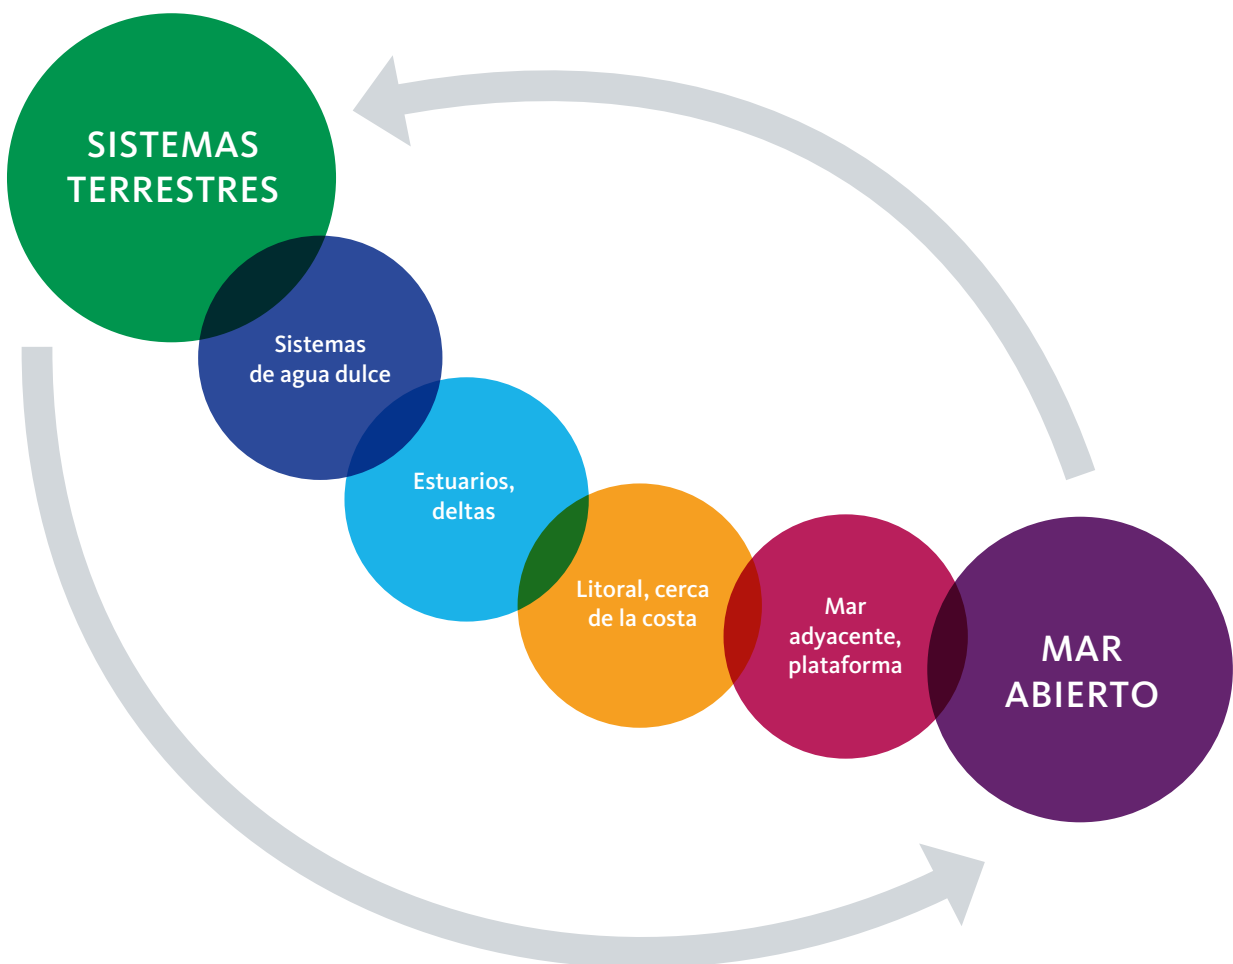 SISTEMAS
TERRESTRES
Sistemas
de agua dulce
Estuarios,
deltas
Litoral, cerca
de la costa
Mar
adyacente,
plataforma
MAR
ABIERTO